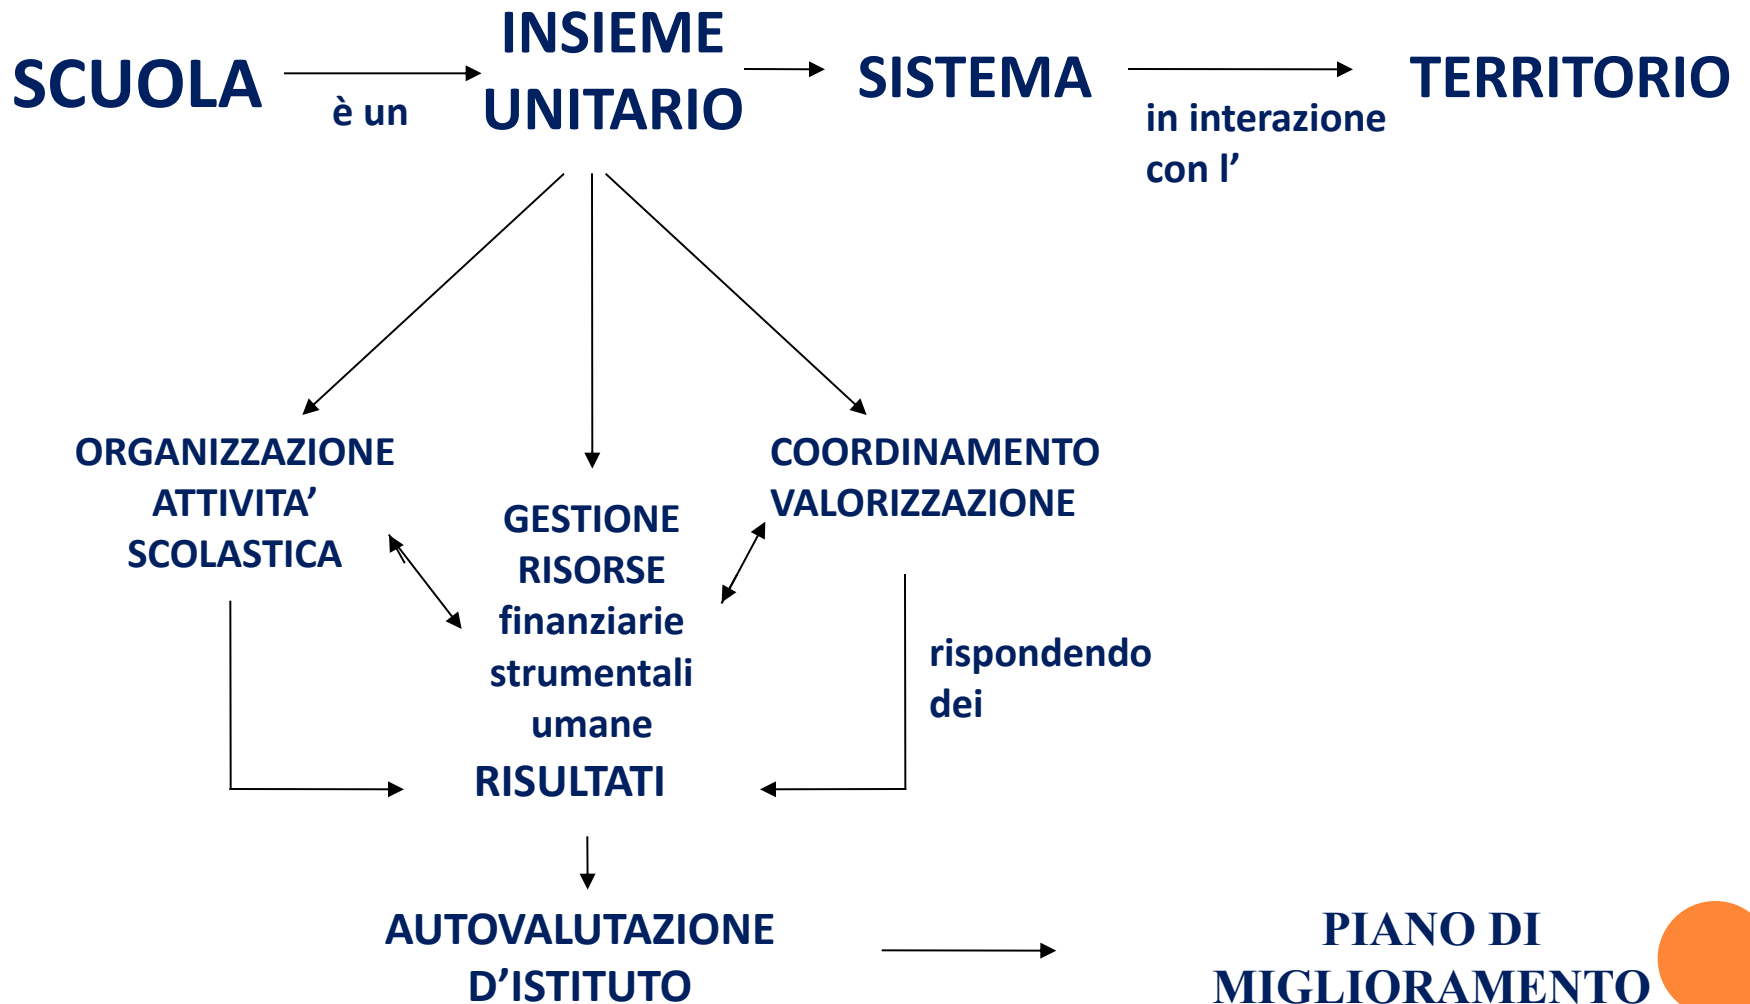 SCUOLA
è un
INSIEME
UNITARIO
SISTEMA
in interazione
con l’
TERRITORIO
ORGANIZZAZIONE
ATTIVITA’
SCOLASTICA
GESTIONE
RISORSE
finanziarie
strumentali
umane
COORDINAMENTO
VALORIZZAZIONE
rispondendo
dei
RISULTATI
AUTOVALUTAZIONE
D’ISTITUTO
PIANO DI
MIGLIORAMENTO